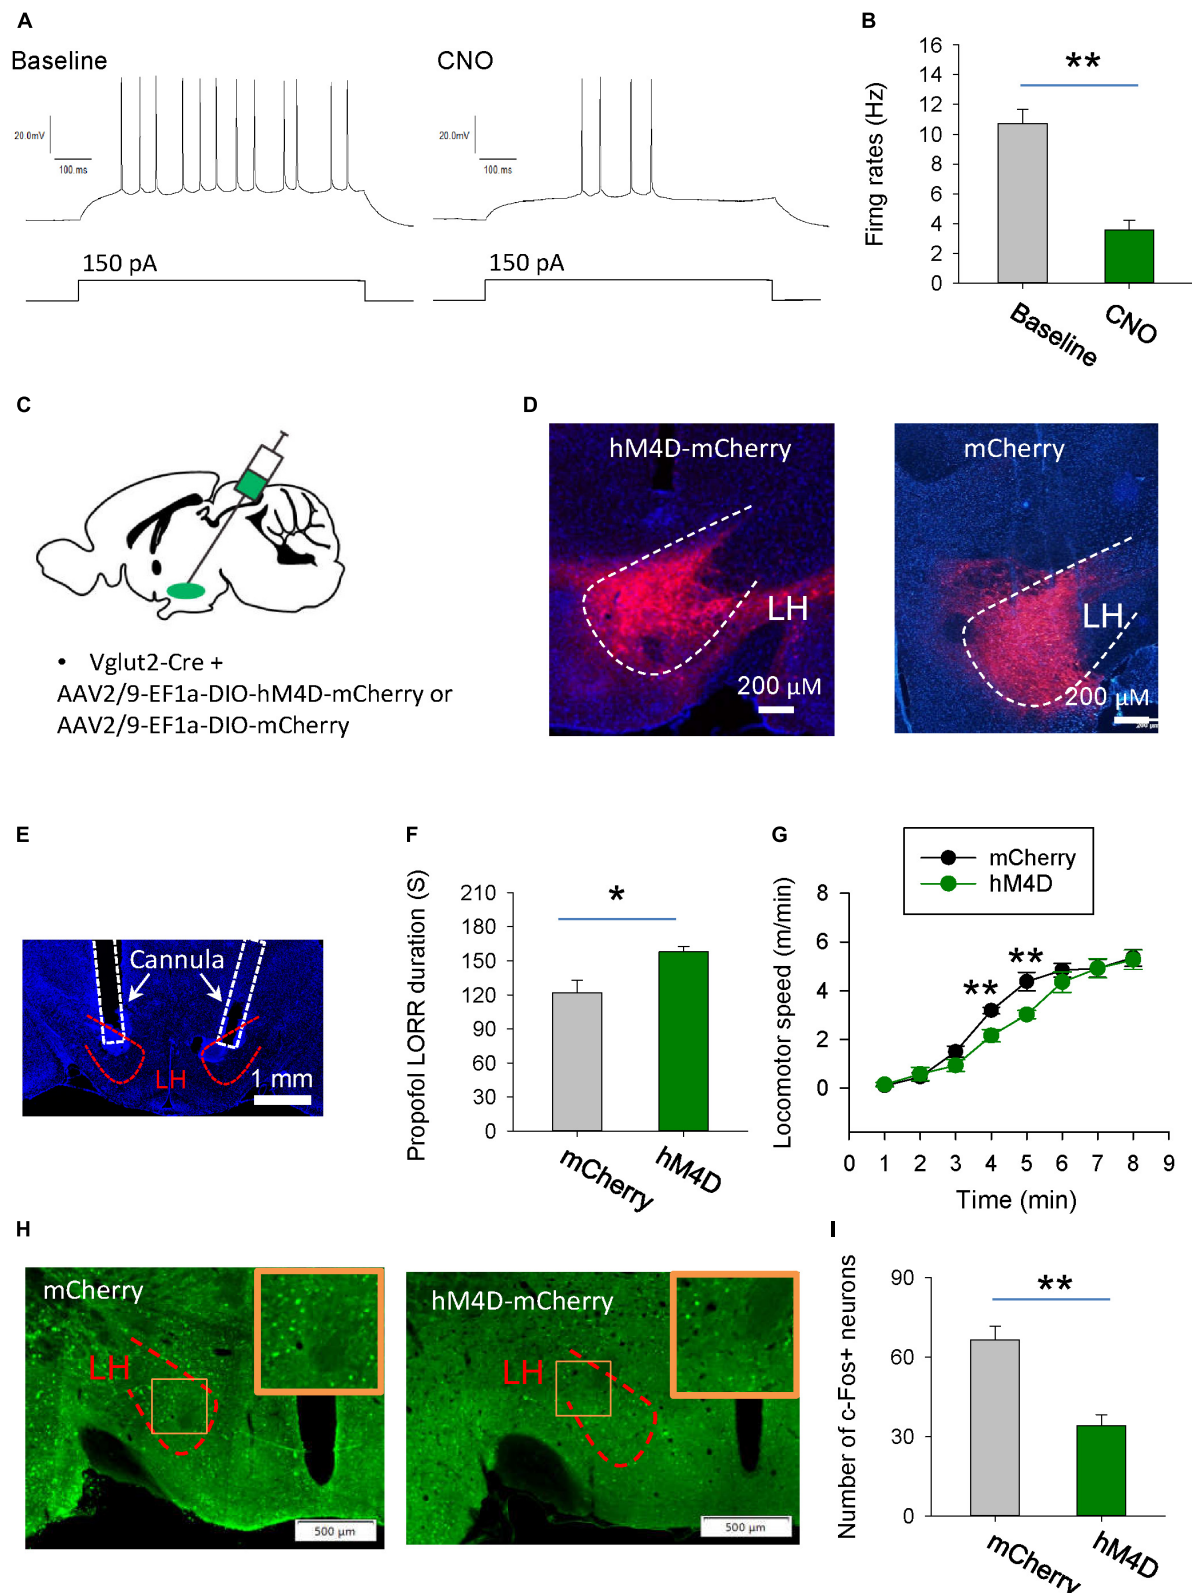 A
Baseline
CNO
20.0mV
100 ms
20.0mV
100 ms
150 pA
150 pA
B
Firng rates (Hz)
16
14
12
10
8
6
4
2
0
**
Baseline
CNO
C
• Vglut2-Cre +
AAV2/9-EF1a-DIO-hM4D-mCherry or
AAV2/9-EF1a-DIO-mCherry
D
hM4D-mCherry
LH
200 µM
mCherry
LH
200 µM
200 µm
E
Cannula
LH
1 mm
F
Propofol LORR duration (S)
210
180
150
120
90
60
30
0
*
mCherry
hM4D
G
mCherry
hM4D
Locomotor speed (m/min)
8
6
4
2
0
**
**
0 1 2 3 4 5 6 7 8 9
Time (min)
H
mCherry
LH
500 µm
hM4D-mCherry
LH
500 µm
I
Number of c-Fos+ neurons
90
60
30
0
**
mCherry
hM4D